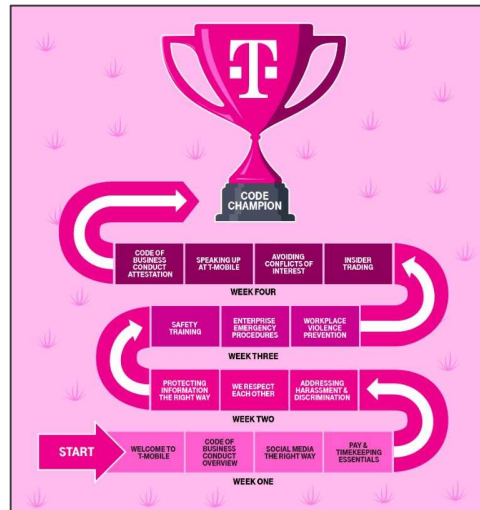 T
CODE
CHAMPION
CODE OF
BUSINESS
CONDUCT
ATTESTATION
SPEAKING UP
AT T-MOBILE
AVOIDING
CONFLICTS OF
INTEREST
INSIDER
TRADING
WEEK FOUR
SAFETY
TRAINING
ENTERPRISE
EMERGENCY
PROCEDURES
WORKPLACE
VIOLENCE
PREVENTION
WEEK THREE
PROTECTING
INFORMATION
THE RIGHT WAY
WE RESPECT
EACH OTHER
ADDRESSING
HARASSMENT &
DISCRIMINATION
WEEK TWO
START
WELCOME TO
T-MOBILE
CODE OF
BUSINESS
CONDUCT
OVERVIEW
SOCIAL MEDIA
THE RIGHT WAY
PAY &
TIMEKEEPING
ESSENTIALS
WEEK ONE